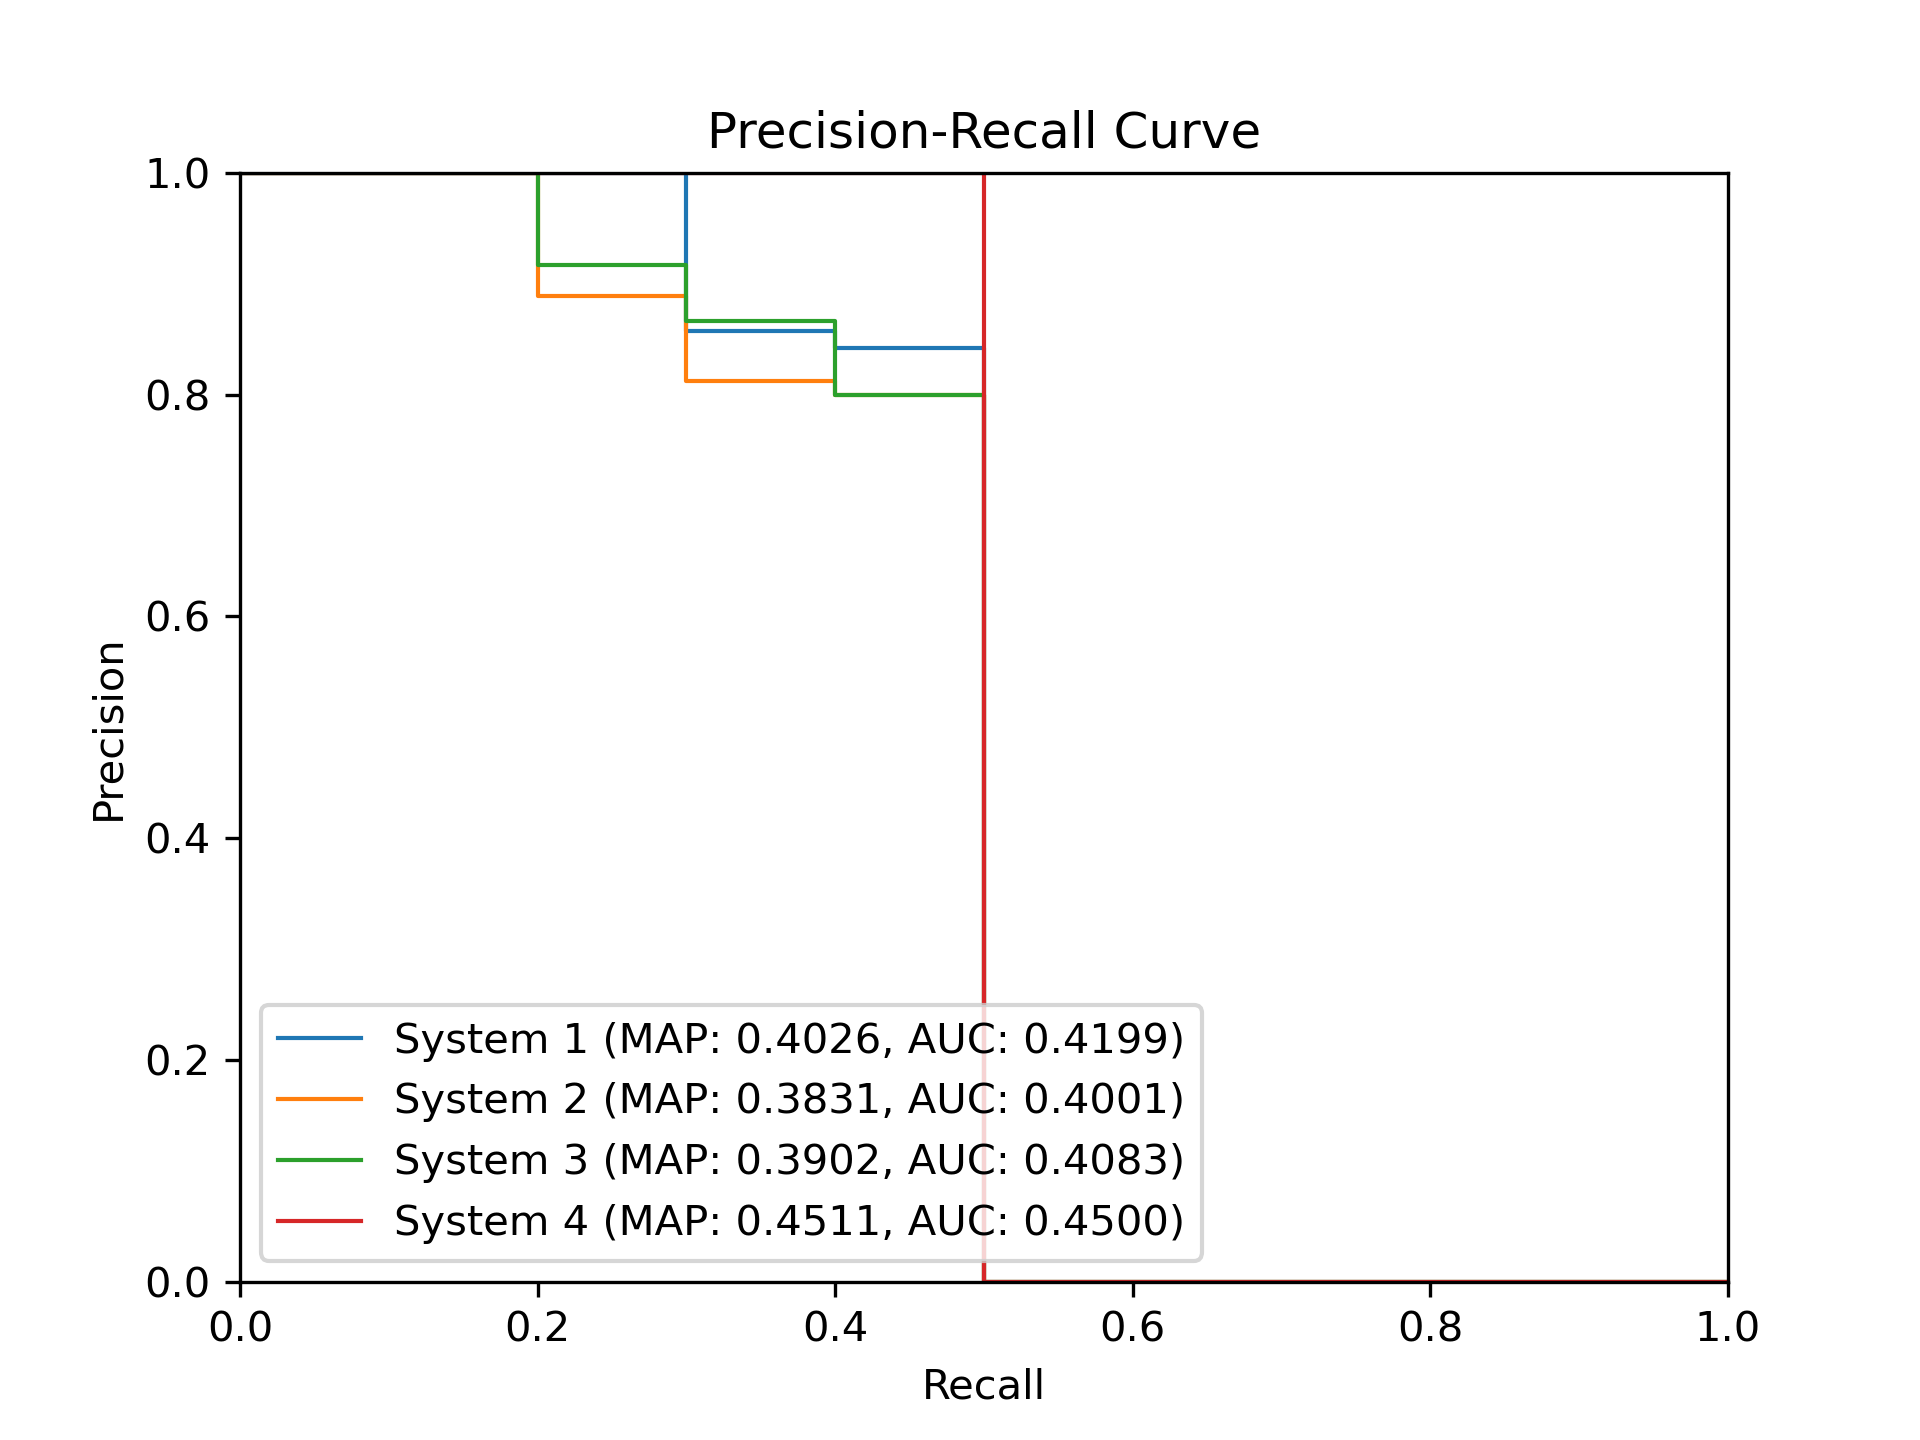 Precision-Recall Curve
1.0
0.8
0.6
0.4
0.2
0.0
Precision
System 1 (MAP: 0.4026, AUC: 0.4199)
System 2 (MAP: 0.3831, AUC: 0.4001)
System 3 (MAP: 0.3902, AUC: 0.4083)
System 4 (MAP: 0.4511, AUC: 0.4500)
0.0 0.2 0.4 0.6 0.8 1.0
Recall